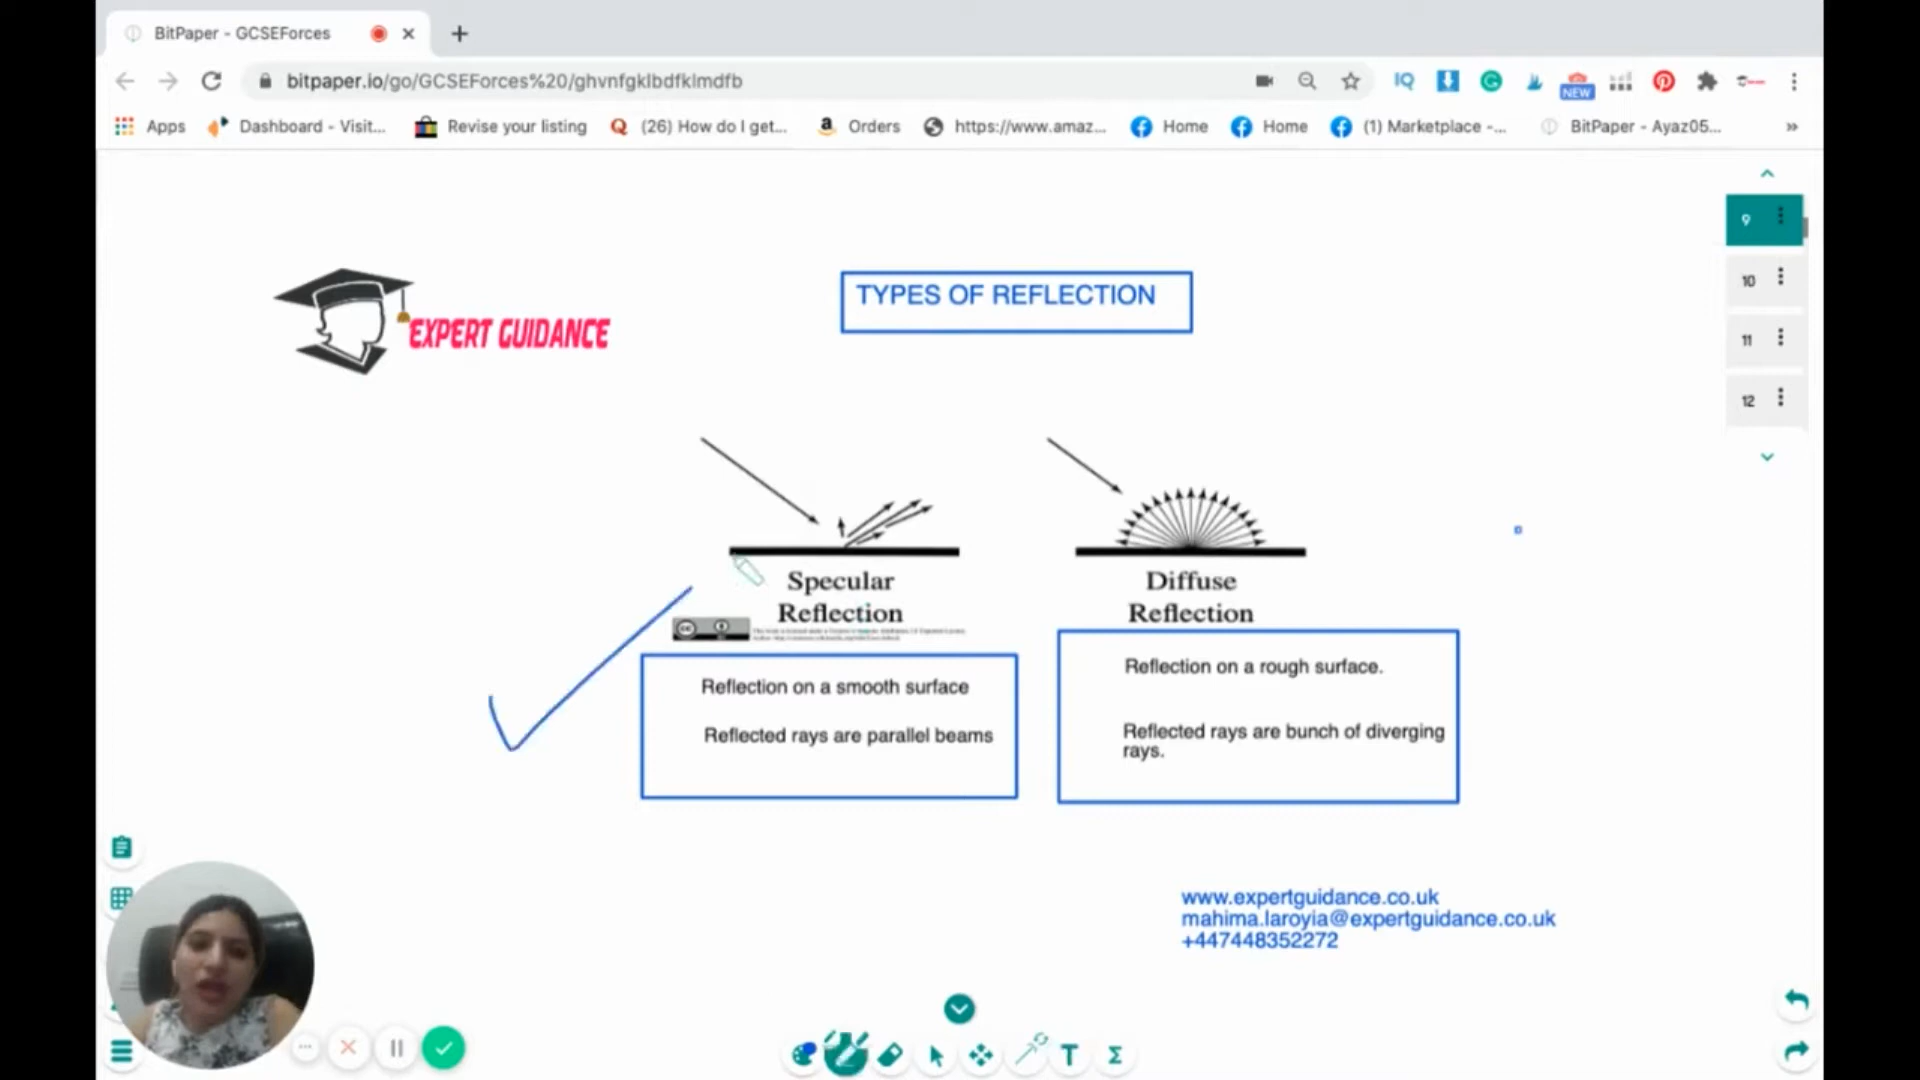 BitPaper - GCSEForces
bitpaper.io/go/GCSEForces%20/ghvnfgklbdfklmdfb
NEW
Apps
Dashboard - Visit...
Revise your listing
(26) How do I get...
Orders
https://www.amaz...
Home
Home
(1) Marketplace -...
BitPaper - Ayaz05...
9
10
11
12
EXPERT GUIDANCE
TYPES OF REFLECTION
Specular
Reflection
Diffuse
Reflection
Reflection on a smooth surface
Reflected rays are parallel beams
Reflection on a rough surface.
Reflected rays are bunch of diverging
rays.
www.expertguidance.co.uk
mahima.laroyia@expertguidance.co.uk
+447448352272